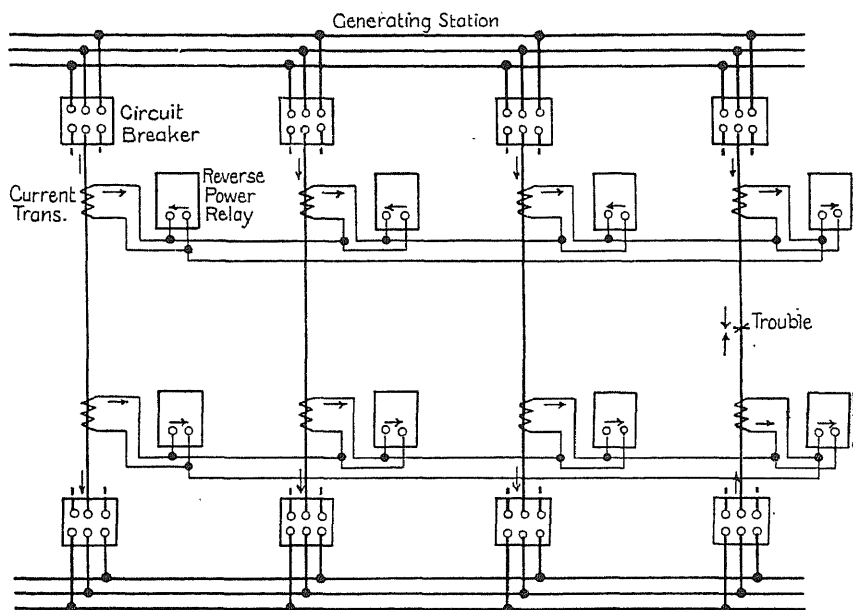 Generating Station
Circuit
Breaker
Current
Trans.
Reverse
Power
Relay
Trouble